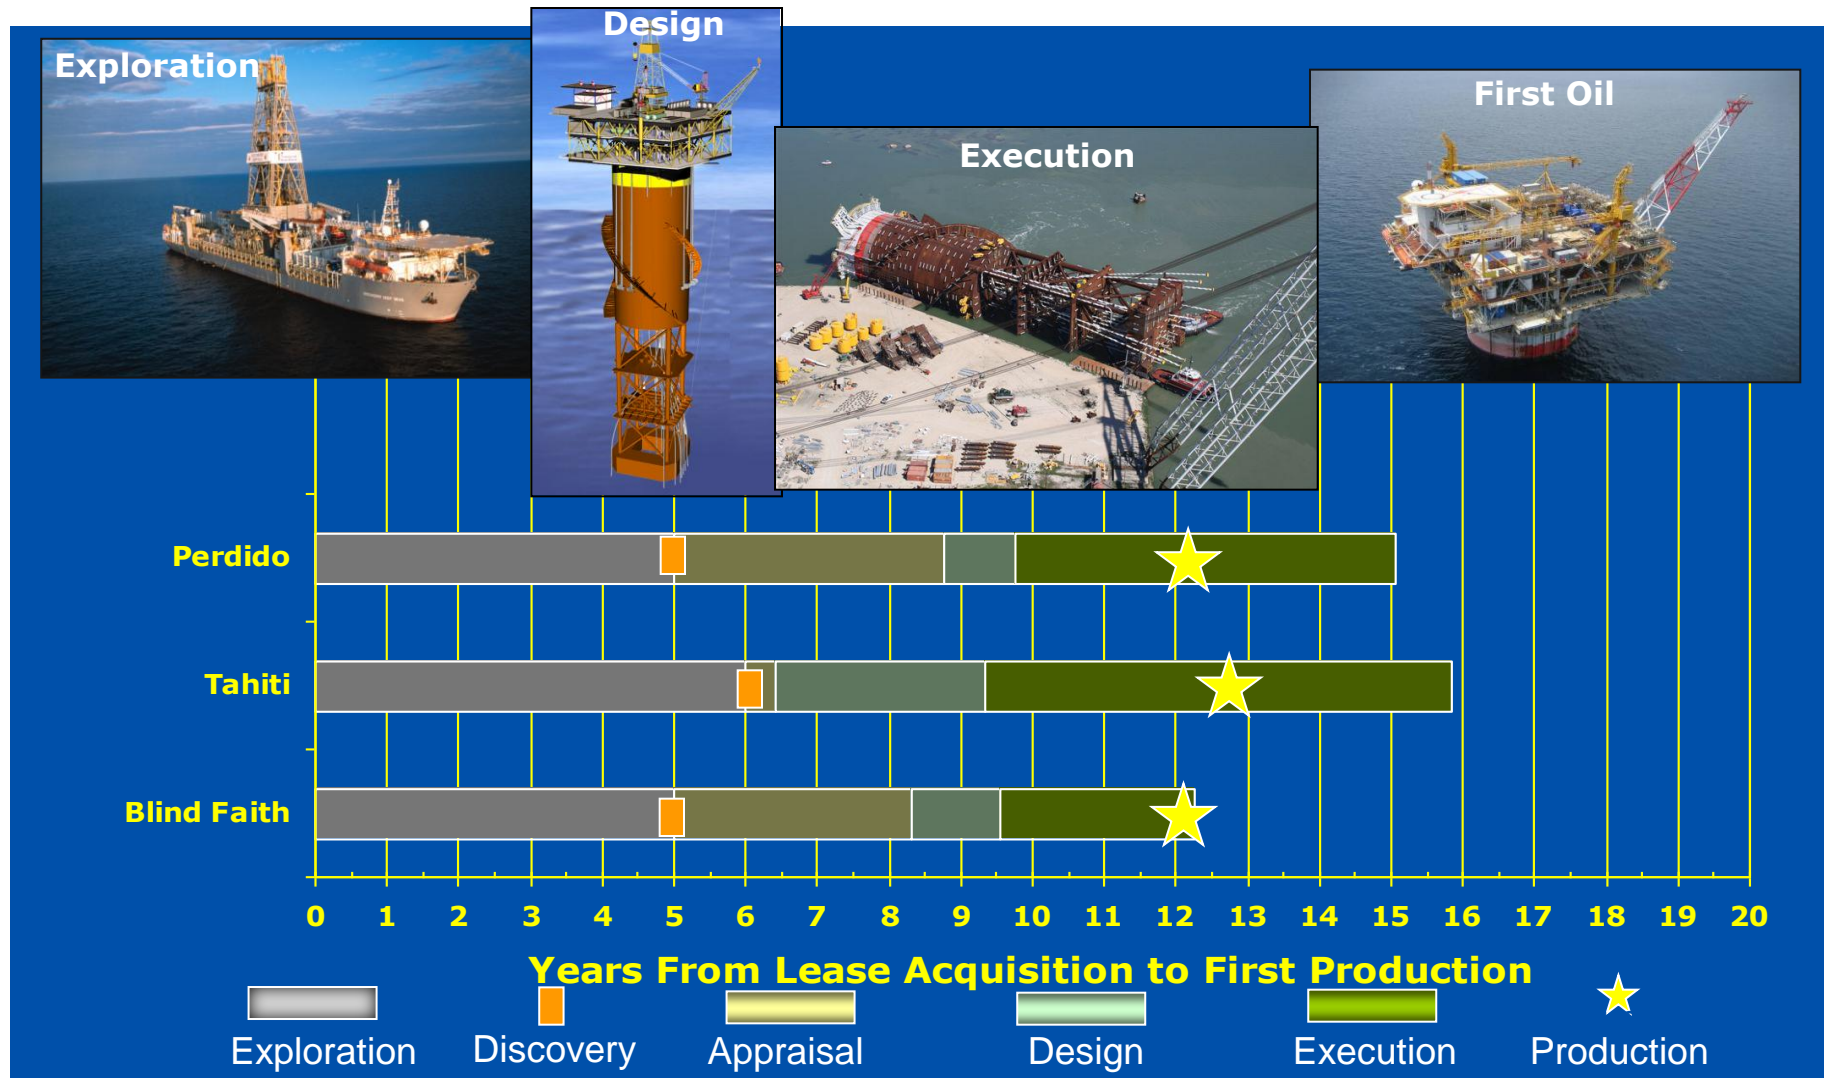 Exploration
Design
Execution
First Oil
Perdido
Tahiti
Blind Faith
0 1 2 3 4 5 6 7 8 9 10 11 12 13 14 15 16 17 18 19 20
Years From Lease Acquisition to First Production
Exploration Discovery Appraisal Design Execution Production